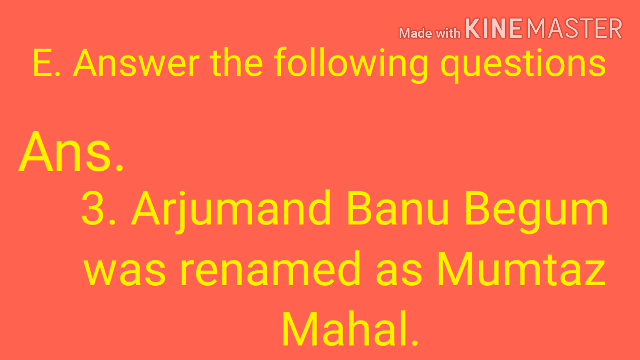 Made with KINEMASTER
E. Answer the following questions
Ans.
3. Arjumand Banu Begum
was renamed as Mumtaz
Mahal.